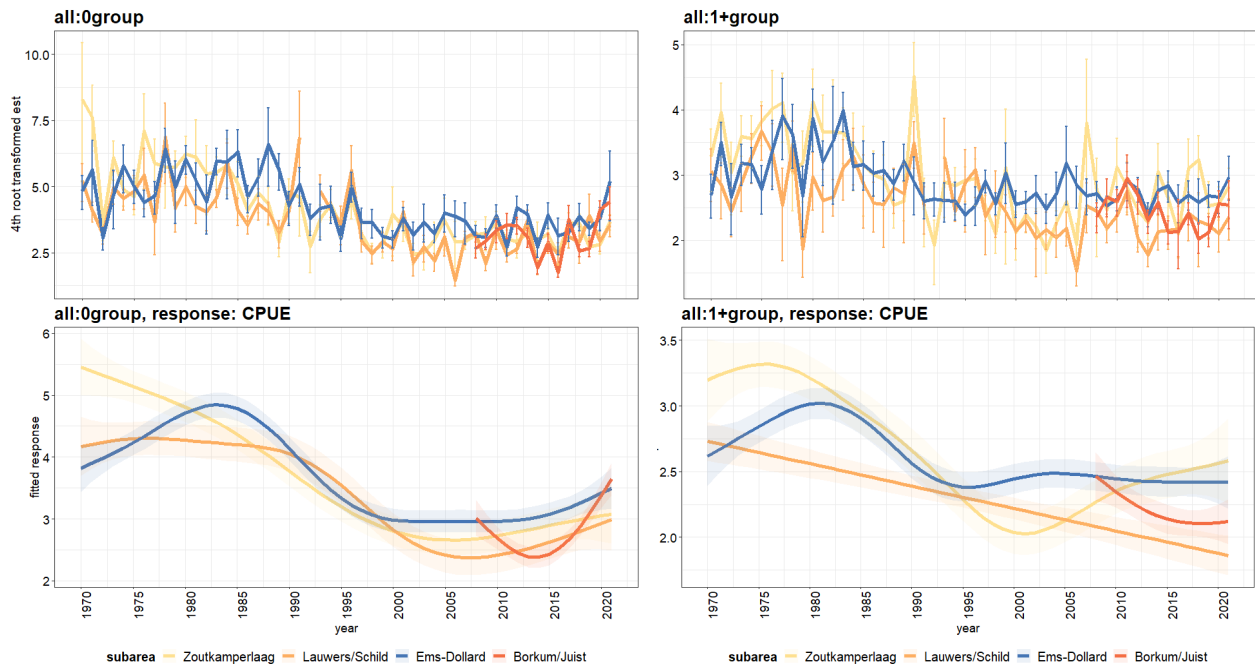 all:0group
all:1+group
10.0
7.5
5.0
2.5
4th root transformed est
5
4
3
2
all:0group, response: CPUE
all:1+group, response: CPUE
6
5
4
3
2
fitted response
3.5
3.0
2.5
2.0
1970 1975 1980 1985 1990 1995 2000 2005 2010 2015 2020
1970 1975 1980 1985 1990 1995 2000 2005 2010 2015 2020
year
year
subarea Zoutkamperlaag Lauwers/Schild Ems-Dollard Borkum/Juist
subarea Zoutkamperlaag Lauwers/Schild Ems-Dollard Borkum/Juist